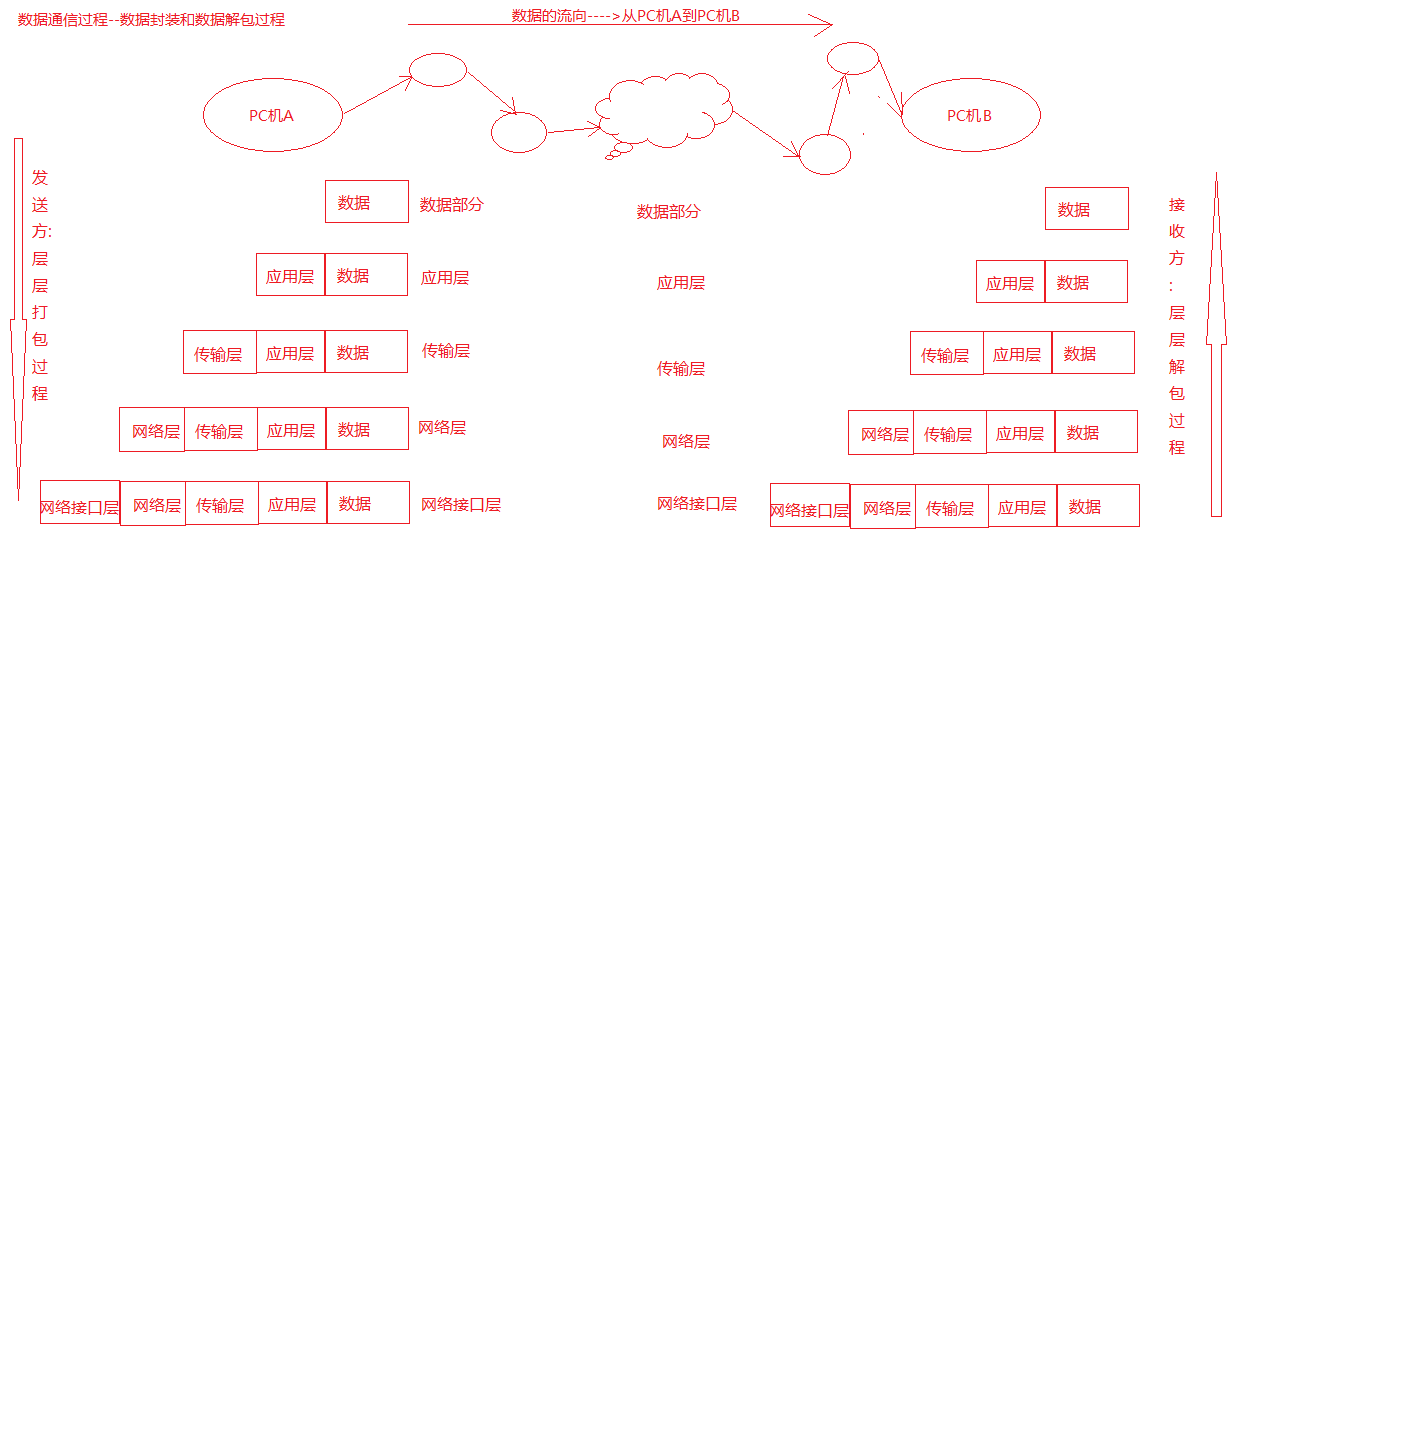 数据通信过程--数据封装和数据解包过程
数据的流向---->从PC机A到PC机B
PC机A
PC机B
发送方:层层打包过程
数据
数据部分
应用层 数据
应用层
传输层 应用层 数据
传输层
网络层 传输层 应用层 数据
网络层
网络接口层 网络层 传输层 应用层 数据
网络接口层
数据部分
应用层
传输层
网络层
网络接口层
数据
应用层 数据
传输层 应用层 数据
网络层 传输层 应用层 数据
网络接口层 网络层 传输层 应用层 数据
接收方:层层解包过程